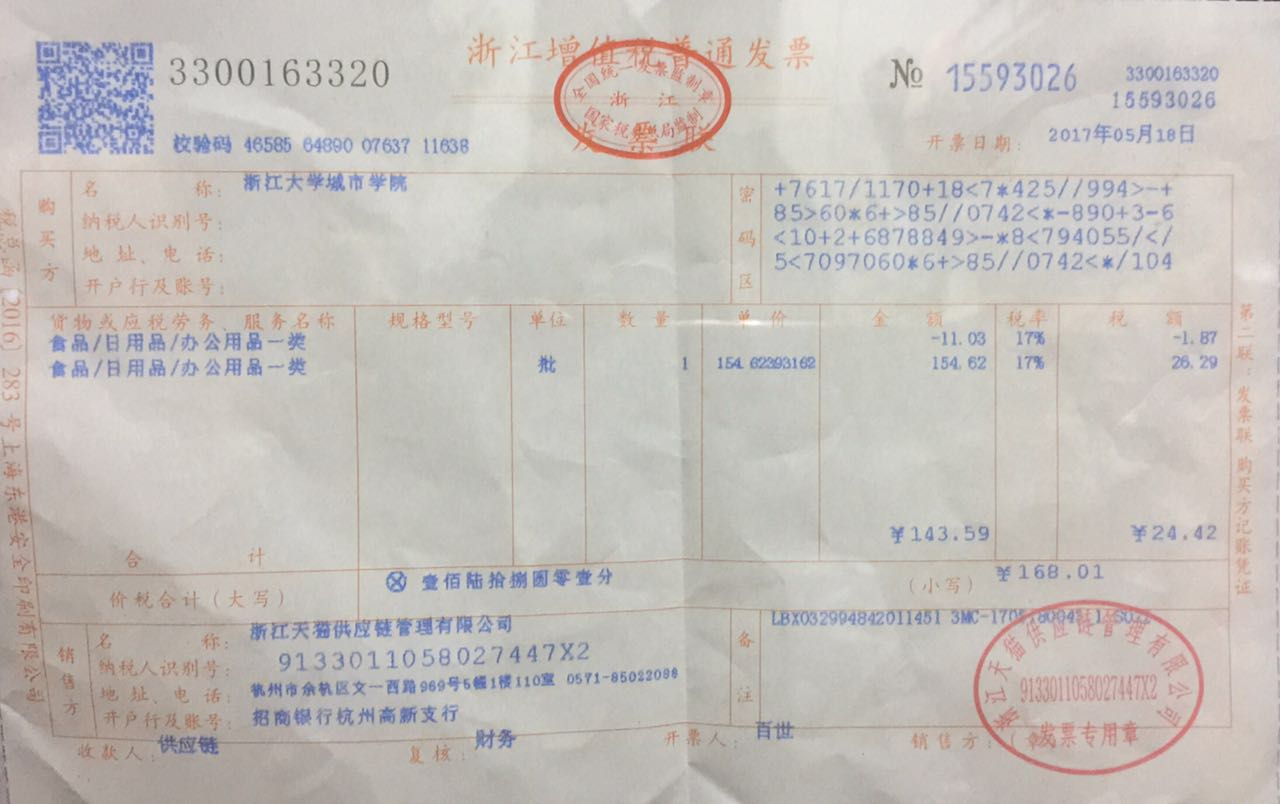 浙江增值税普通发票
3300163320
№ 15593026
3300163320
15593026
全国统一发票监制章
浙 江
国家税务局监制
发票联
校验码 46585 64890 07637 11638
开票日期: 2017年05月18日
购买方
名 称: 浙江大学城市学院
纳税人识别号:
地 址、电 话:
开户行及账号:
密码区
+7617/1170+18<7*425//994>-+
85>60*6+>85//0742<*-890+3-6
<10+2+6878849>-*8<794055/</
5<7097060*6+>85//0742<*/104
货物或应税劳务、服务名称 规格型号 单位 数 量 单 价 金 额 税率 税 额
食品/日用品/办公用品一类 -11.03 17% -1.87
食品/日用品/办公用品一类 批 1 154.62393162 154.62 17% 26.29
合 计 ¥143.59 ¥24.42
价税合计(大写) ⊗ 壹佰陆拾捌圆零壹分 (小写) ¥168.01
销售方
名 称: 浙江天猫供应链管理有限公司
纳税人识别号: 9133011058027447X2
地 址、电 话: 杭州市余杭区文一西路969号5幢1楼110室 0571-85022088
开户行及账号: 招商银行杭州高新支行
备注
LBX032994842011451
收款人: 供应链 复核: 财务 开票人: 百世 销售方:(章)
浙江天猫供应链管理有限公司
9133011058027447X2
发票专用章
第二联:发票联 购买方记账凭证
〔2016〕283号上海东港安全印刷有限公司